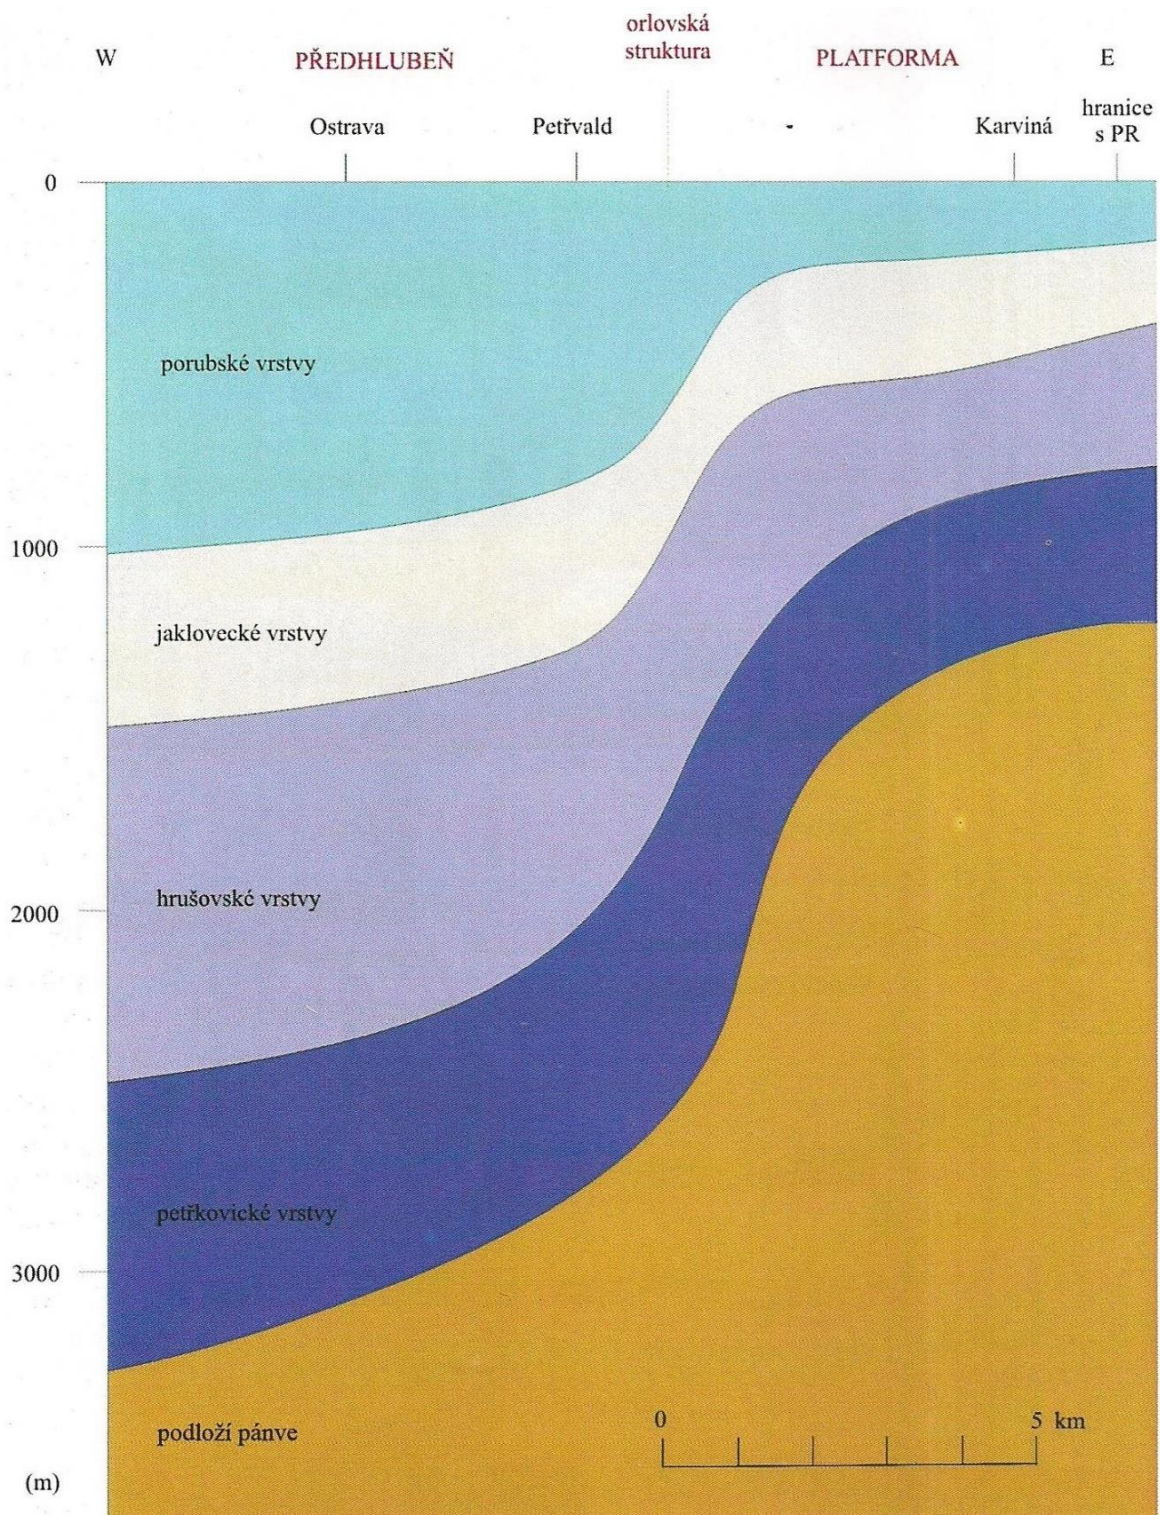 orlovská
struktura
W
PŘEDHLUBEŇ
PLATFORMA
E
Ostrava
Petřvald
Karviná
hranice
s PR
0
porubské vrstvy
1000
jaklovecké vrstvy
hrušovské vrstvy
2000
petřkovické vrstvy
3000
0
5 km
podloží pánve
(m)